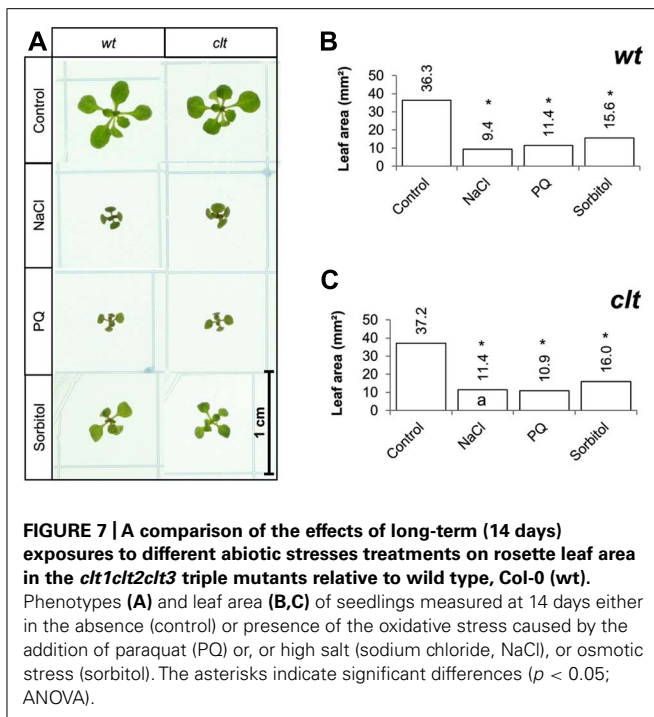 A
wt
clt
Control
NaCl
PQ
Sorbitol
1 cm
B
wt
Leaf area (mm²)
50
40
30
20
10
0
36.3
9.4 *
11.4 *
15.6 *
Control
NaCl
PQ
Sorbitol
C
clt
Leaf area (mm²)
50
40
30
20
10
0
37.2
11.4 *
10.9 *
16.0 *
a
Control
NaCl
PQ
Sorbitol
FIGURE 7 | A comparison of the effects of long-term (14 days)
exposures to different abiotic stresses treatments on rosette leaf area
in the clt1clt2clt3 triple mutants relative to wild type, Col-0 (wt).
Phenotypes (A) and leaf area (B,C) of seedlings measured at 14 days either
in the absence (control) or presence of the oxidative stress caused by the
addition of paraquat (PQ) or, or high salt (sodium chloride, NaCl), or osmotic
stress (sorbitol). The asterisks indicate significant differences (p < 0.05;
ANOVA).